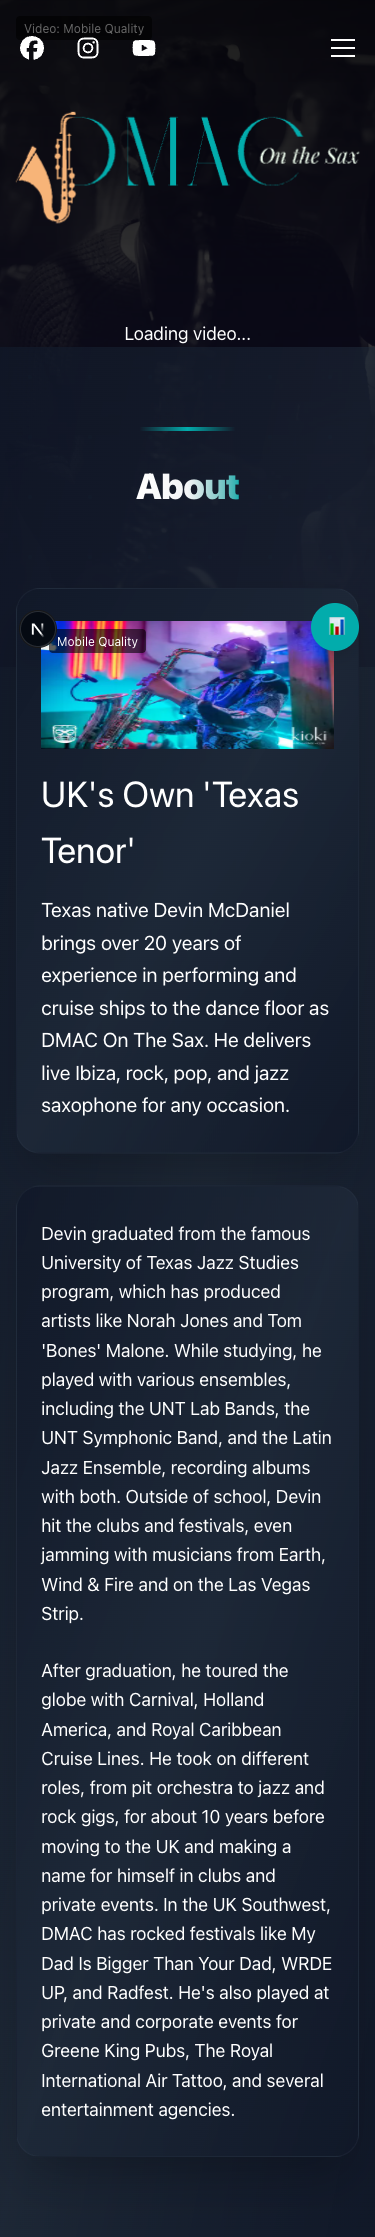 Video: Mobile Quality
DMAC
On the Sax
Loading video...
About
N
Mobile Quality
kioki
UK's Own 'Texas
Tenor'
Texas native Devin McDaniel
brings over 20 years of
experience in performing and
cruise ships to the dance floor as
DMAC On The Sax. He delivers
live Ibiza, rock, pop, and jazz
saxophone for any occasion.
Devin graduated from the famous
University of Texas Jazz Studies
program, which has produced
artists like Norah Jones and Tom
'Bones' Malone. While studying, he
played with various ensembles,
including the UNT Lab Bands, the
UNT Symphonic Band, and the Latin
Jazz Ensemble, recording albums
with both. Outside of school, Devin
hit the clubs and festivals, even
jamming with musicians from Earth,
Wind & Fire and on the Las Vegas
Strip.
After graduation, he toured the
globe with Carnival, Holland
America, and Royal Caribbean
Cruise Lines. He took on different
roles, from pit orchestra to jazz and
rock gigs, for about 10 years before
moving to the UK and making a
name for himself in clubs and
private events. In the UK Southwest,
DMAC has rocked festivals like My
Dad Is Bigger Than Your Dad, WRDE
UP, and Radfest. He's also played at
private and corporate events for
Greene King Pubs, The Royal
International Air Tattoo, and several
entertainment agencies.